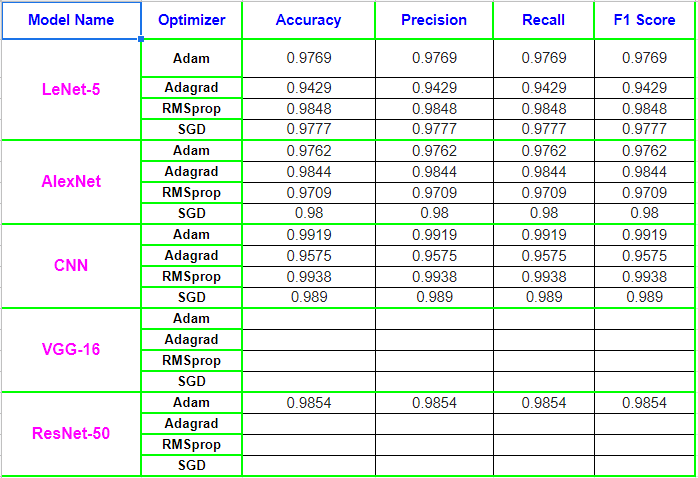 Model Name Optimizer Accuracy Precision Recall F1 Score
LeNet-5
Adam 0.9769 0.9769 0.9769 0.9769
Adagrad 0.9429 0.9429 0.9429 0.9429
RMSprop 0.9848 0.9848 0.9848 0.9848
SGD 0.9777 0.9777 0.9777 0.9777
AlexNet
Adam 0.9762 0.9762 0.9762 0.9762
Adagrad 0.9844 0.9844 0.9844 0.9844
RMSprop 0.9709 0.9709 0.9709 0.9709
SGD 0.98 0.98 0.98 0.98
CNN
Adam 0.9919 0.9919 0.9919 0.9919
Adagrad 0.9575 0.9575 0.9575 0.9575
RMSprop 0.9938 0.9938 0.9938 0.9938
SGD 0.989 0.989 0.989 0.989
VGG-16
Adam
Adagrad
RMSprop
SGD
ResNet-50
Adam 0.9854 0.9854 0.9854 0.9854
Adagrad
RMSprop
SGD